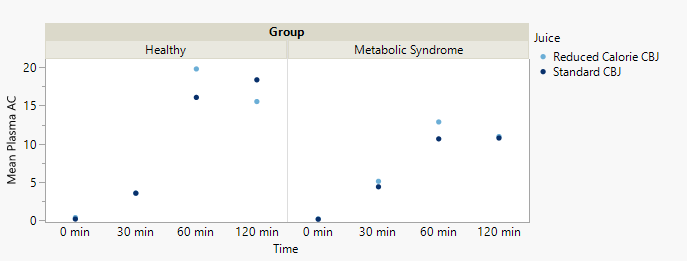 Group
Healthy Metabolic Syndrome
Juice
Reduced Calorie CBJ
Standard CBJ
Mean Plasma AC
20
15
10
5
0
0 min 30 min 60 min 120 min 0 min 30 min 60 min 120 min
Time